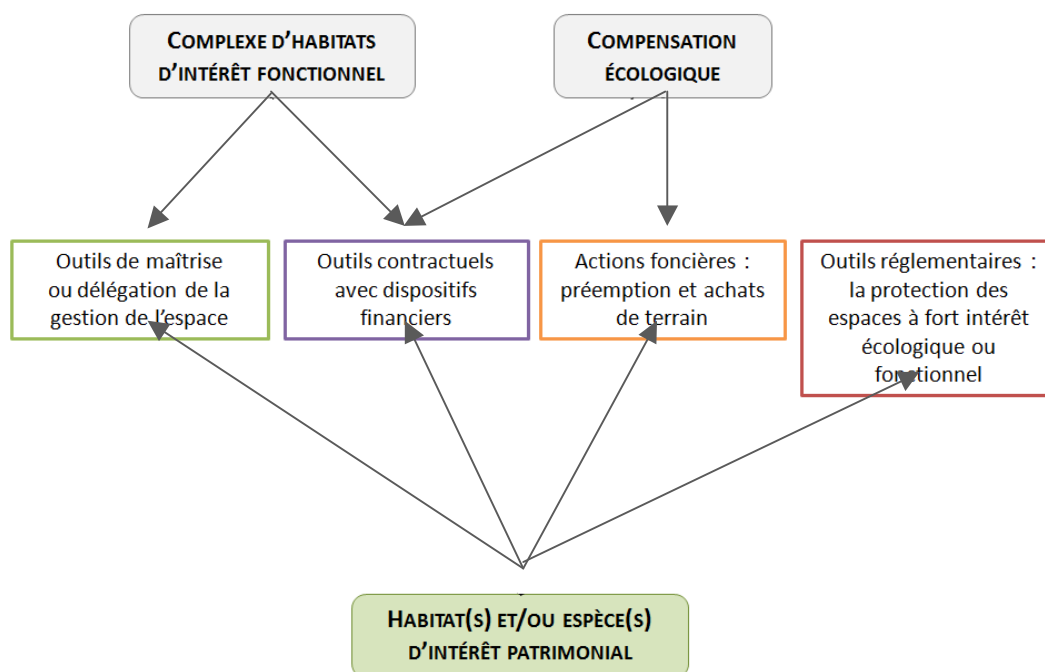 COMPLEXE D'HABITATS
D'INTÉRÊT FONCTIONNEL
COMPENSATION
ÉCOLOGIQUE
Outils de maîtrise
ou délégation de la
gestion de l'espace
Outils contractuels
avec dispositifs
financiers
Actions foncières :
préemption et achats
de terrain
Outils réglementaires :
la protection des
espaces à fort intérêt
écologique ou
fonctionnel
HABITAT(S) ET/OU ESPÈCE(S)
D'INTÉRÊT PATRIMONIAL